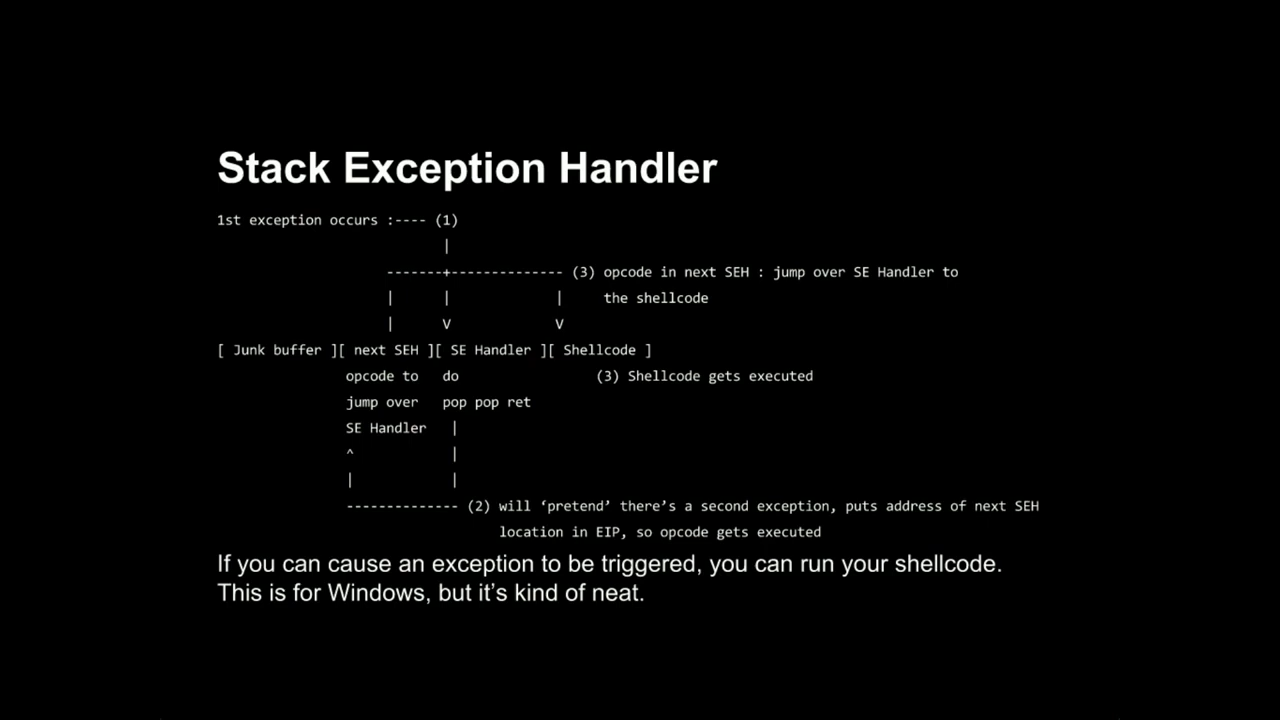 Stack Exception Handler
1st exception occurs :---- (1)
|
-------+-------------- (3) opcode in next SEH : jump over SE Handler to
| | | the shellcode
| V V
[ Junk buffer ][ next SEH ][ SE Handler ][ Shellcode ]
opcode to do (3) Shellcode gets executed
jump over pop pop ret
SE Handler |
^ |
| |
-------------- (2) will ‘pretend’ there’s a second exception, puts address of next SEH
location in EIP, so opcode gets executed
If you can cause an exception to be triggered, you can run your shellcode.
This is for Windows, but it’s kind of neat.